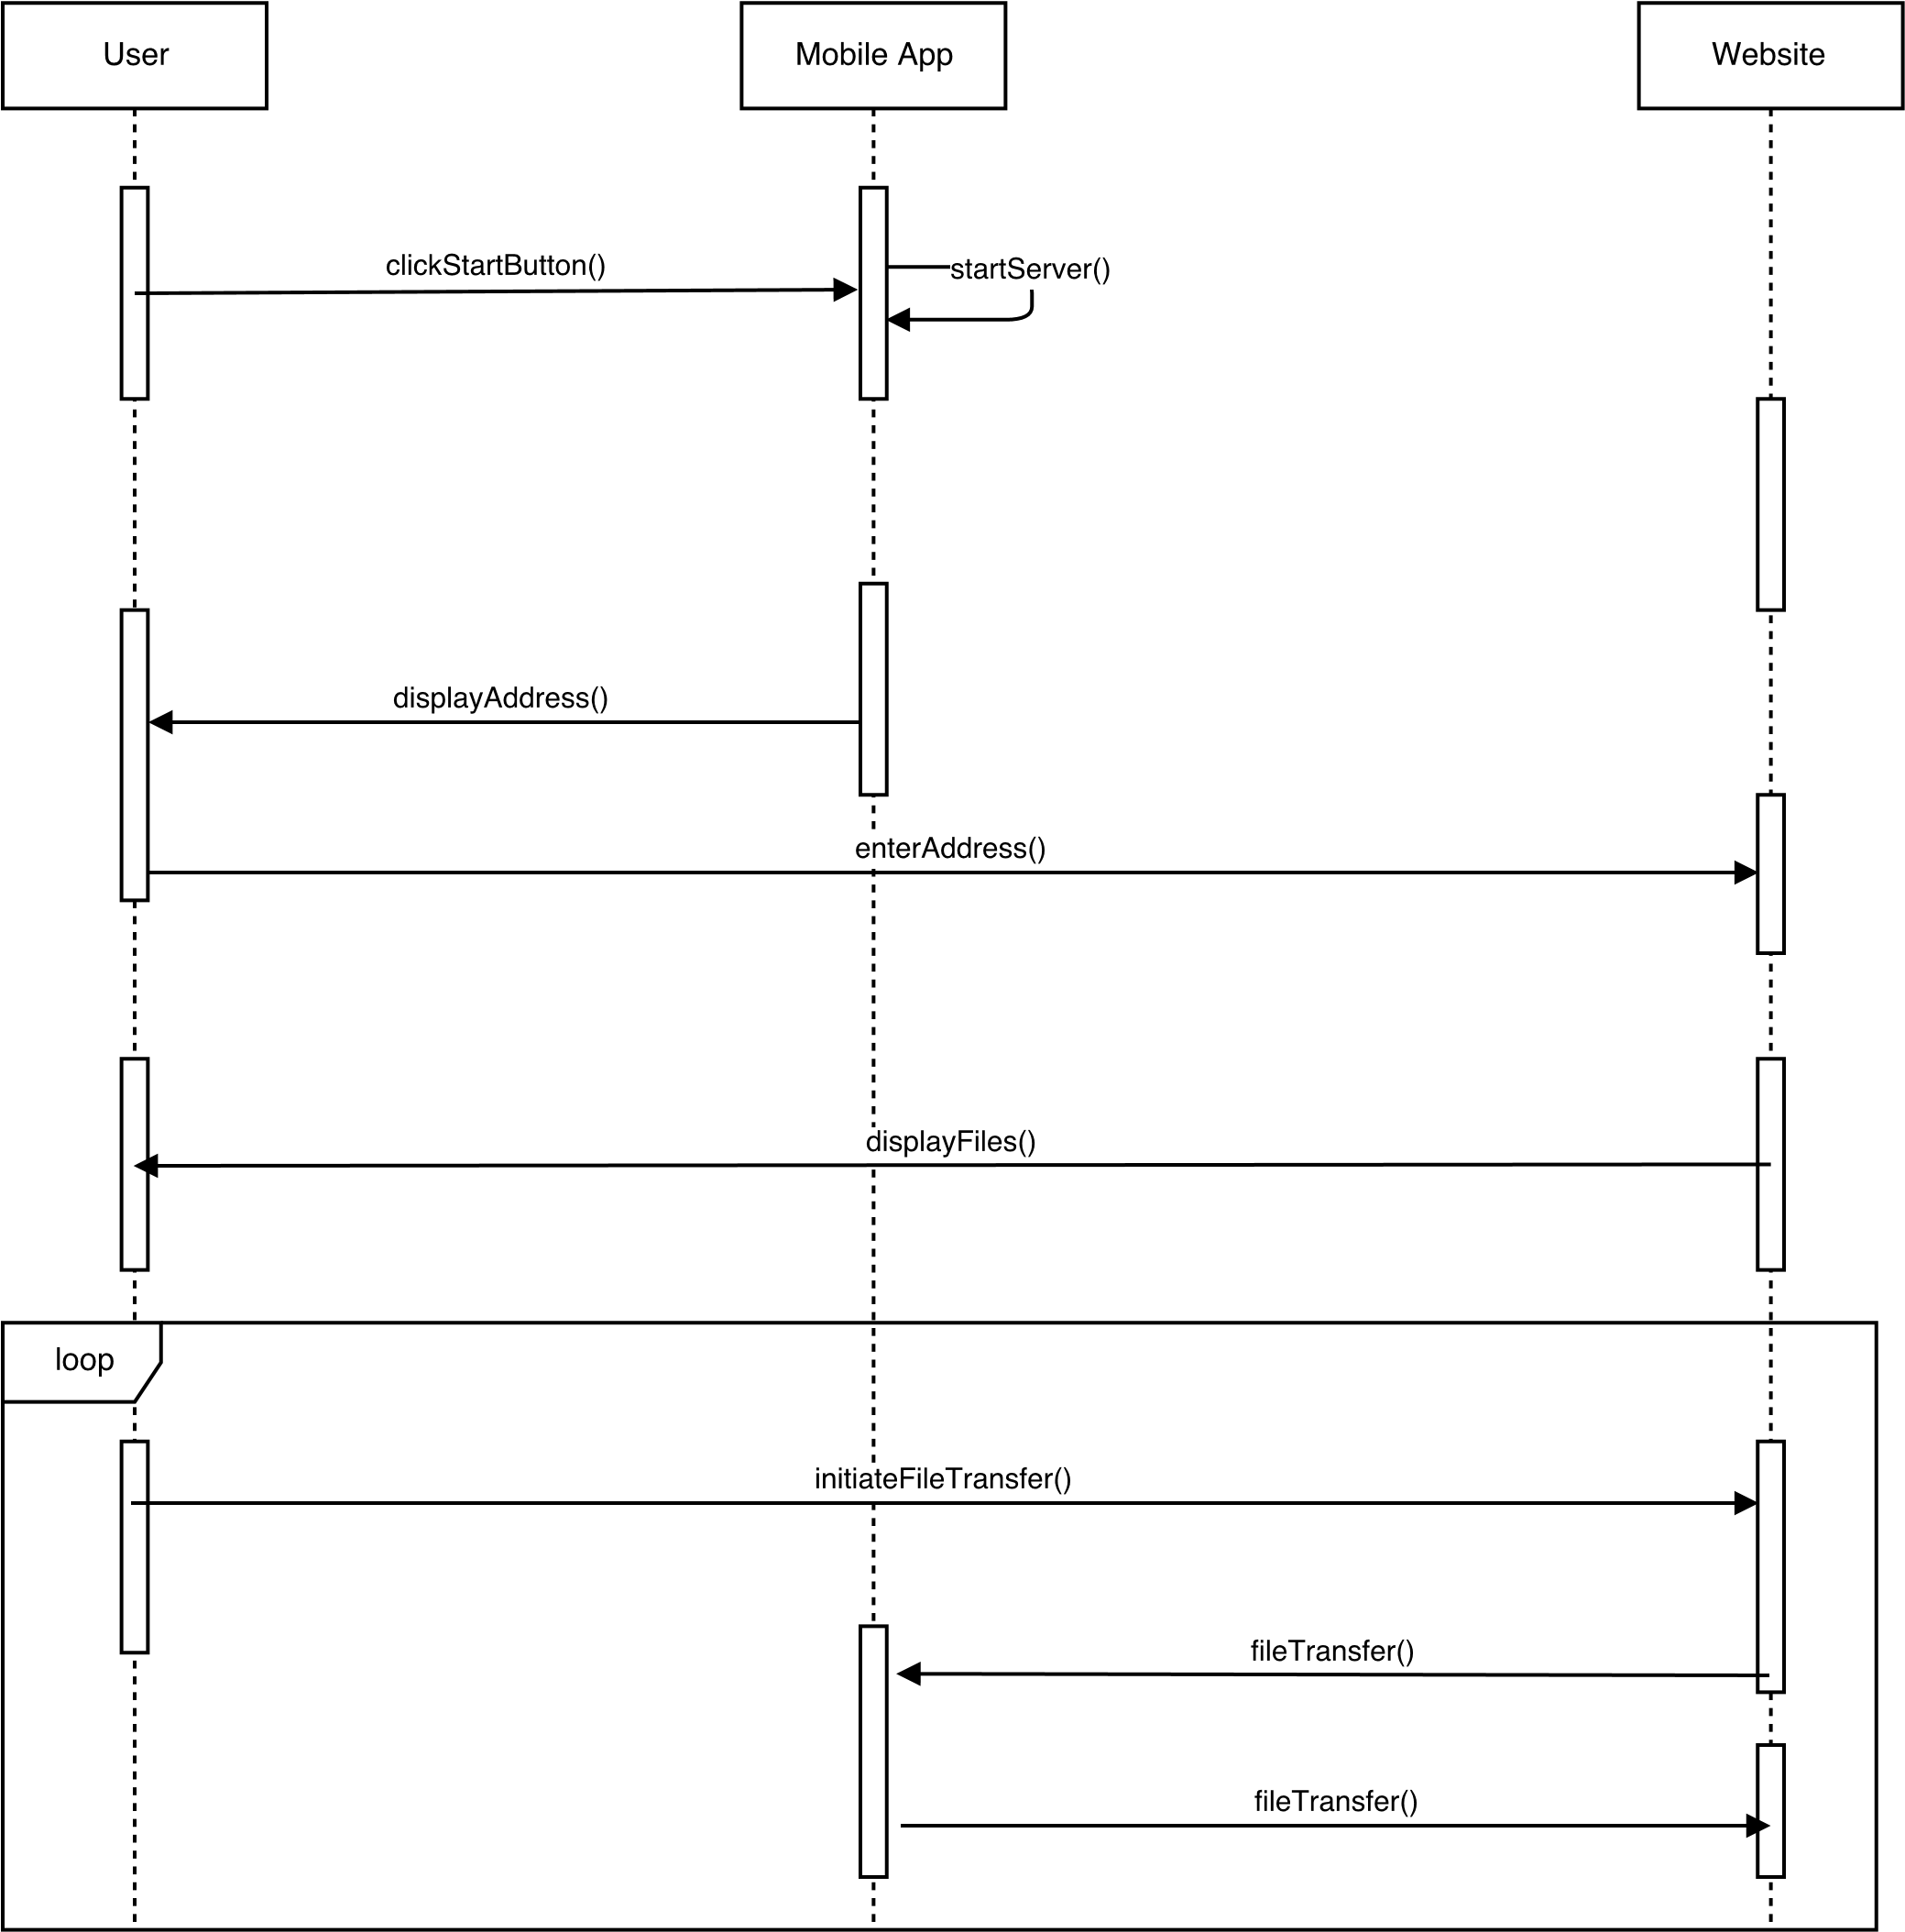 User
Mobile App
Website
clickStartButton()
startServer()
displayAddress()
enterAddress()
displayFiles()
loop
initiateFileTransfer()
fileTransfer()
fileTransfer()